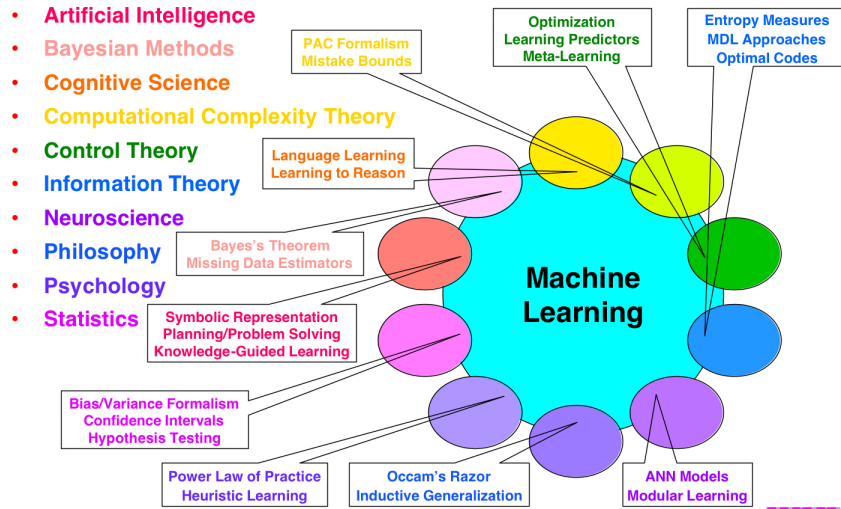 • Artificial Intelligence
• Bayesian Methods
• Cognitive Science
• Computational Complexity Theory
• Control Theory
• Information Theory
• Neuroscience
• Philosophy
• Psychology
• Statistics
PAC Formalism
Mistake Bounds
Optimization
Learning Predictors
Meta-Learning
Entropy Measures
MDL Approaches
Optimal Codes
Language Learning
Learning to Reason
Bayes's Theorem
Missing Data Estimators
Machine
Learning
Symbolic Representation
Planning/Problem Solving
Knowledge-Guided Learning
Bias/Variance Formalism
Confidence Intervals
Hypothesis Testing
Power Law of Practice
Heuristic Learning
Occam's Razor
Inductive Generalization
ANN Models
Modular Learning